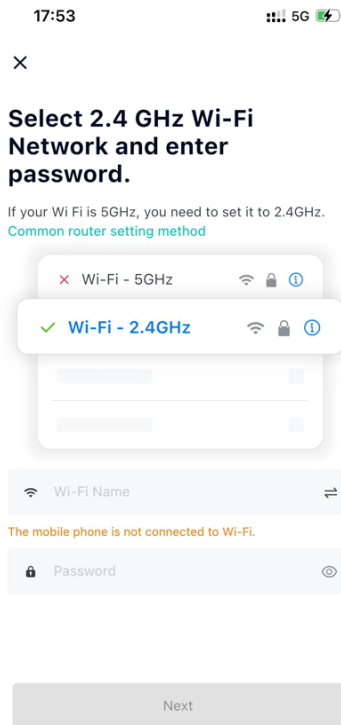 17:53
5G
Select 2.4 GHz Wi-Fi
Network and enter
password.
If your Wi Fi is 5GHz, you need to set it to 2.4GHz.
Common router setting method
Wi-Fi - 5GHz
Wi-Fi - 2.4GHz
Wi-Fi Name
The mobile phone is not connected to Wi-Fi.
Password
Next